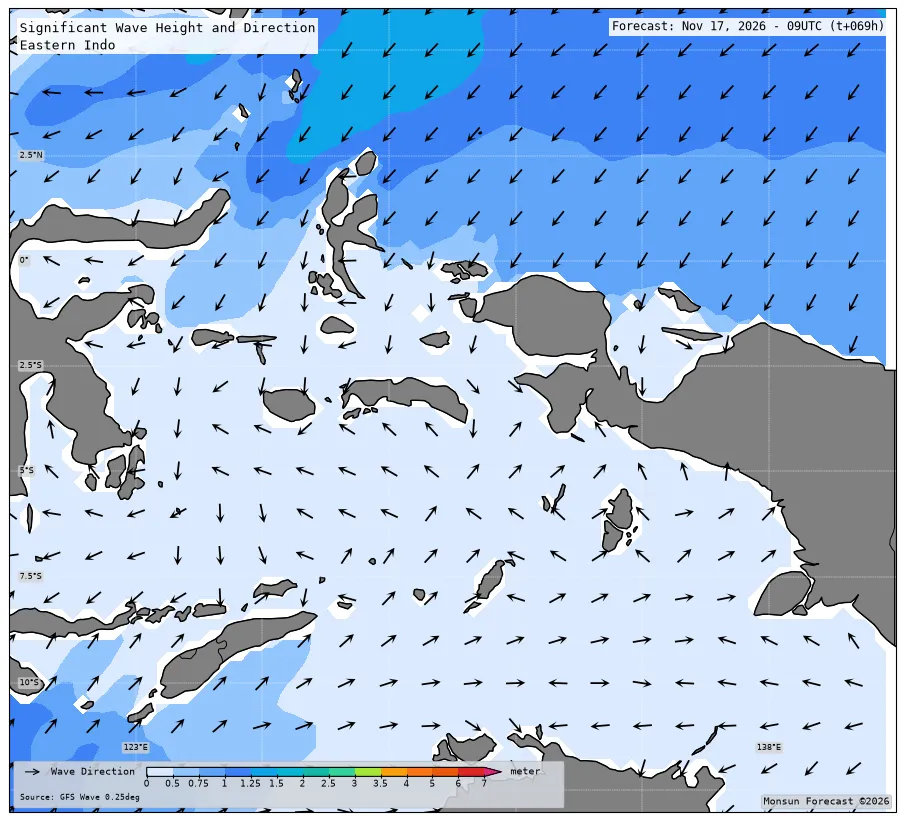 Significant Wave Height and Direction
Eastern Indo
Forecast: Nov 17, 2026 - 09UTC (t+069h)
2.5°N
0°
2.5°S
5°S
7.5°S
10°S
123°E
138°E
Wave Direction
meter
0 0.5 0.75 1 1.25 1.5 2 2.5 3 3.5 4 5 6 7
Source: GFS Wave 0.25deg
Monsun Forecast ©2026